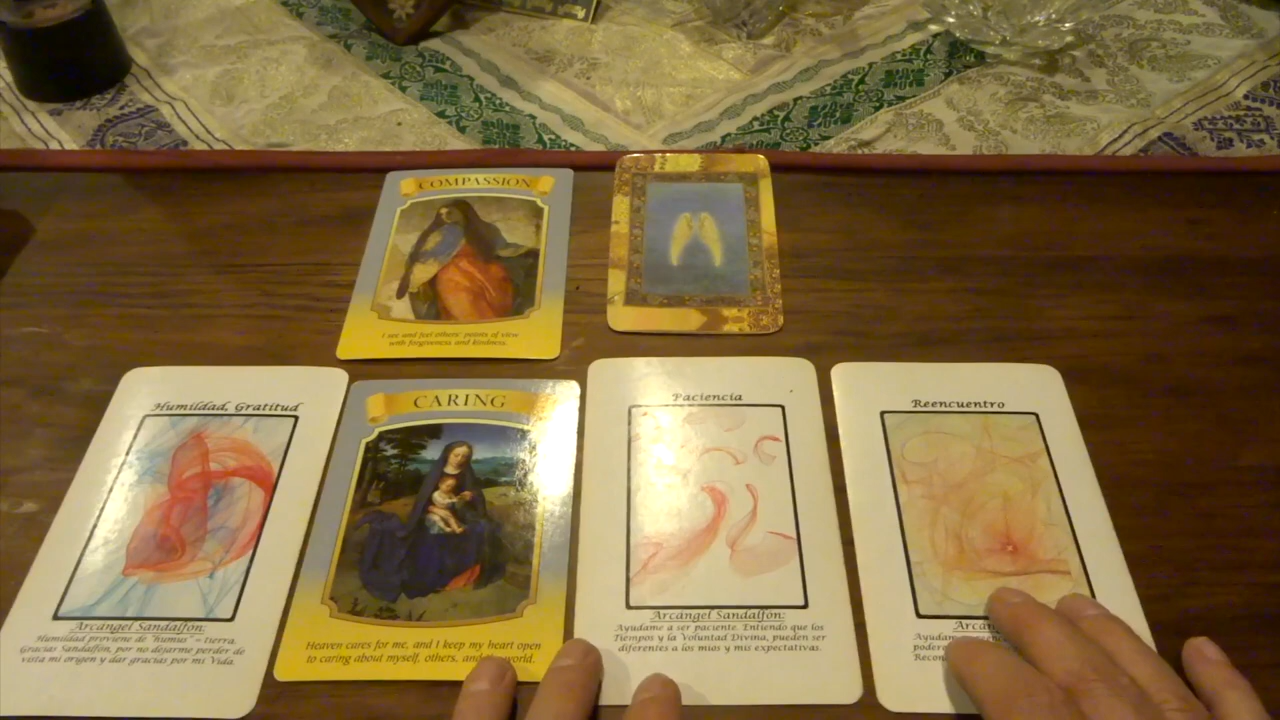 COMPASSION
I see and feel others' points of view
with forgiveness and kindness.
Humildad, Gratitud
Arcángel Sandalfón:
Humildad proviene de "humus" = tierra.
Gracias Sandalfón, por no dejarme perder de
vista mi origen y dar gracias por mi Vida.
CARING
Heaven cares for me, and I keep my heart open
to caring about myself, others, and the world.
Paciencia
Arcángel Sandalfón:
Ayúdame a ser paciente. Entiendo que los
Tiempos y la Voluntad Divina, pueden ser
diferentes a los míos y mis expectativas.
Reencuentro